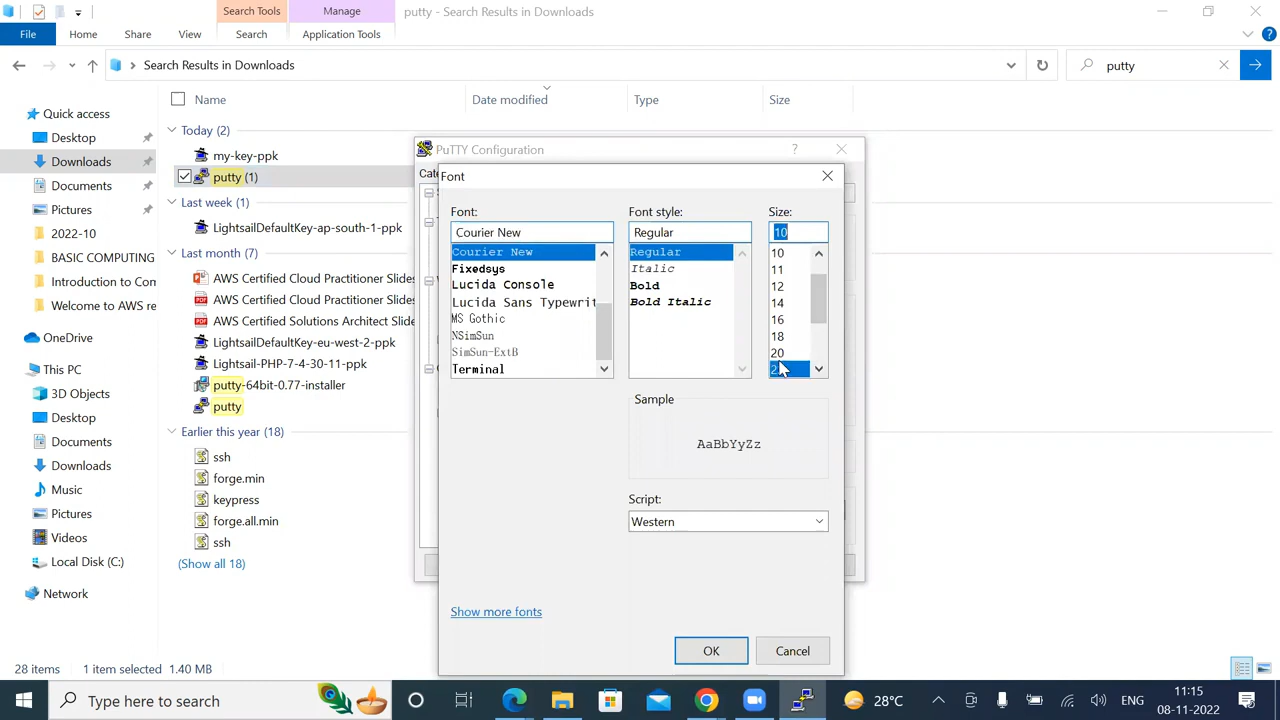 Search Tools
Manage
putty - Search Results in Downloads
File
Home
Share
View
Search
Application Tools
Search Results in Downloads
putty
Name
Date modified
Type
Size
Quick access
Desktop
Downloads
Documents
Pictures
2022-10
BASIC COMPUTING
Introduction to Com
Welcome to AWS re
OneDrive
This PC
3D Objects
Desktop
Documents
Downloads
Music
Pictures
Videos
Local Disk (C:)
Network
Today (2)
my-key-ppk
putty (1)
Last week (1)
LightsailDefaultKey-ap-south-1-ppk
Last month (7)
AWS Certified Cloud Practitioner Slides
AWS Certified Cloud Practitioner Slides
AWS Certified Solutions Architect Slide
LightsailDefaultKey-eu-west-2-ppk
Lightsail-PHP-7-4-30-11-ppk
putty-64bit-0.77-installer
putty
Earlier this year (18)
ssh
forge.min
keypress
forge.all.min
ssh
(Show all 18)
PuTTY Configuration
?
Cate
Font
Font:
Courier New
Courier New
Fixedsys
Lucida Console
Lucida Sans Typewrit
MS Gothic
NSimSun
SimSun-ExtB
Terminal
Font style:
Regular
Regular
Italic
Bold
Bold Italic
Size:
10
10
11
12
14
16
18
20
Sample
AaBbYyZz
Script:
Western
Show more fonts
OK
Cancel
28 items
1 item selected 1.40 MB
Type here to search
28°C
ENG
11:15
08-11-2022